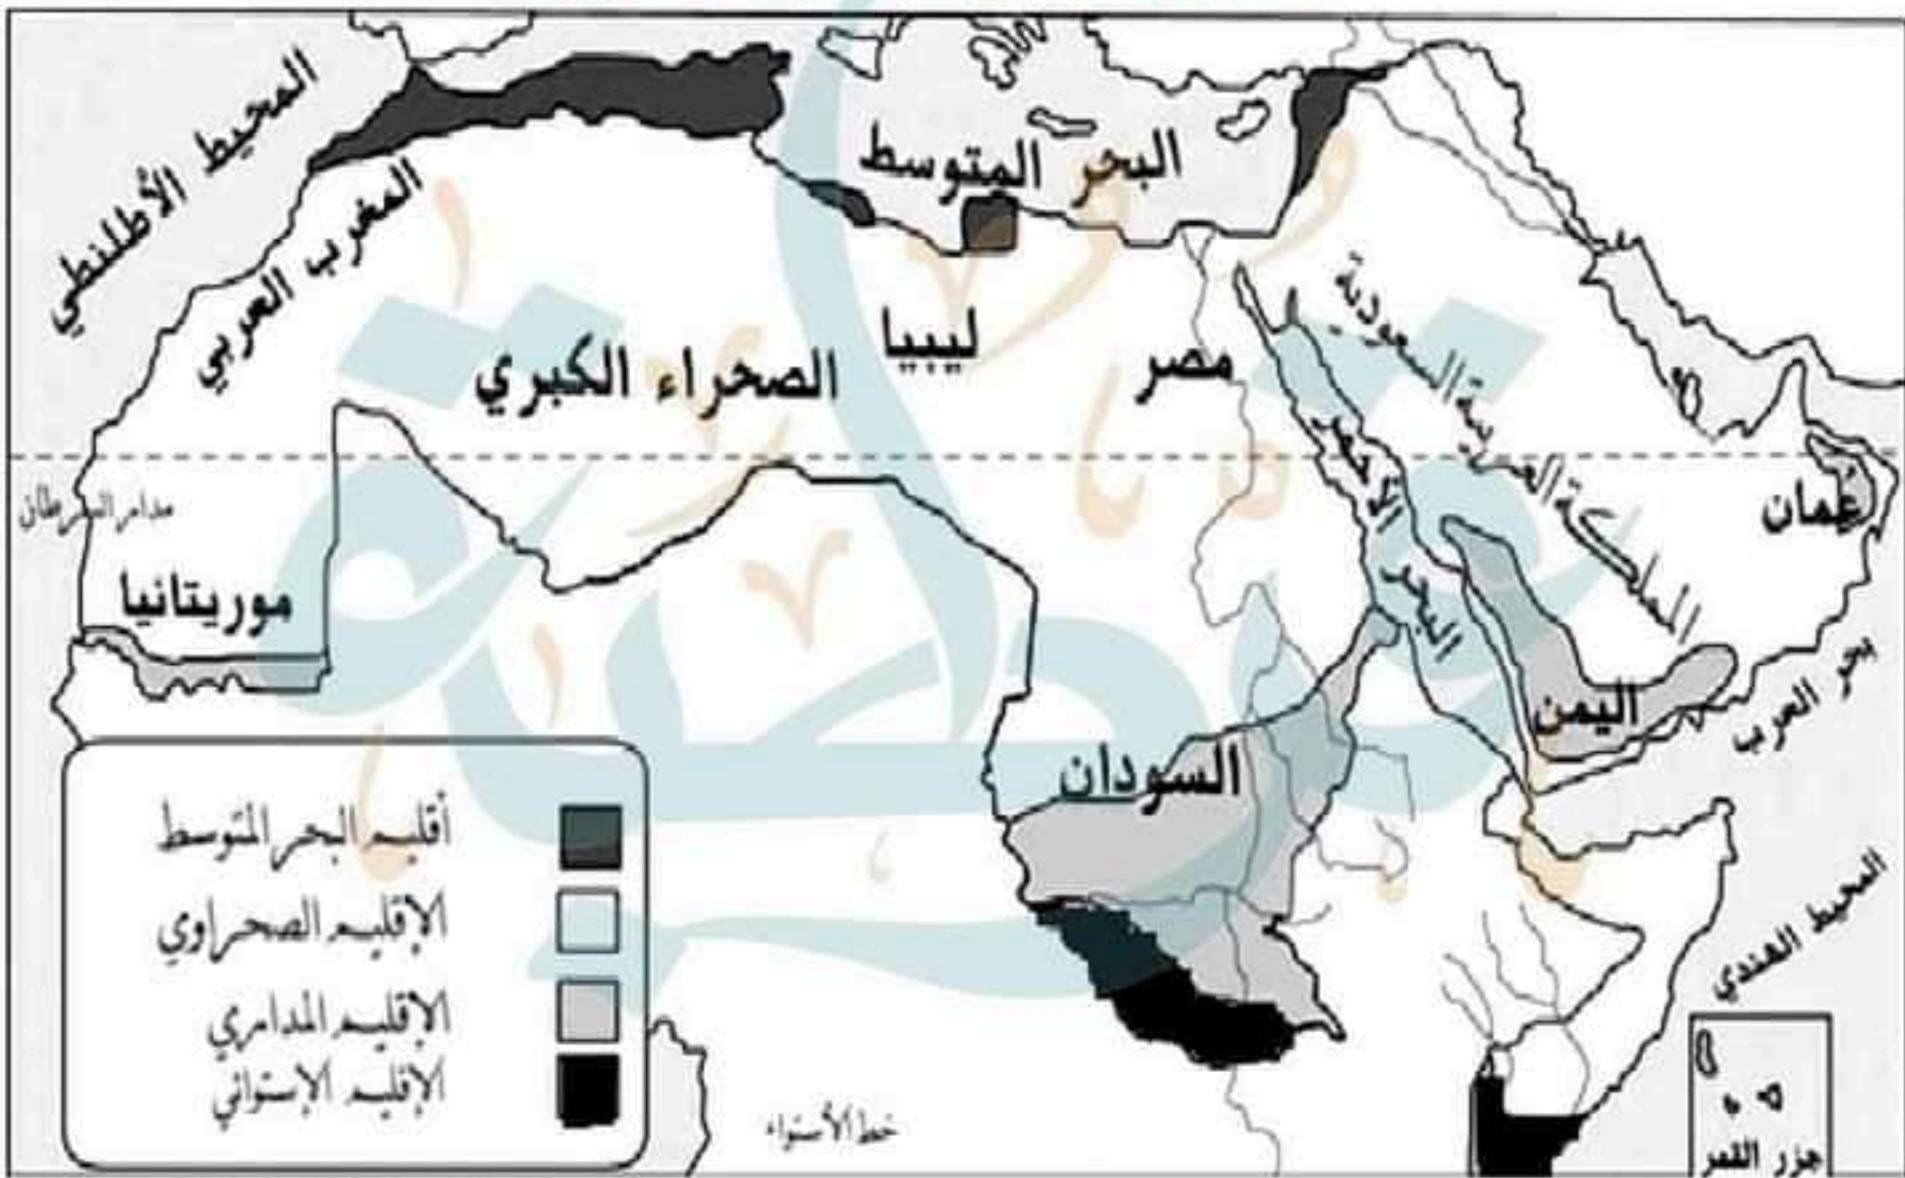 المحيط الأطلنطي
البحر المتوسط
المغرب العربي
الصحراء الكبري
ليبيا
مصر
المملكة العربية السعودية
البحر الاحمر
عمان
مدار السرطان
موريتانيا
السودان
اليمن
بحر العرب
المحيط الهندي
جزر القمر
خط الأستواء
أقليم البحر المتوسط
الإقليم الصحراوي
الإقليم المداري
الإقليم الإستوائي